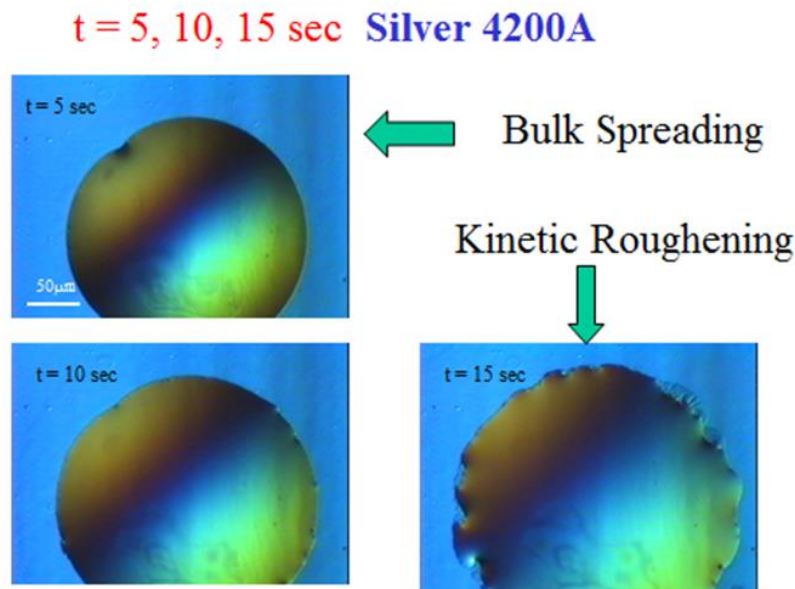 t = 5, 10, 15 sec Silver 4200A
t = 5 sec
Bulk Spreading
50µm
Kinetic Roughening
t = 10 sec
t = 15 sec